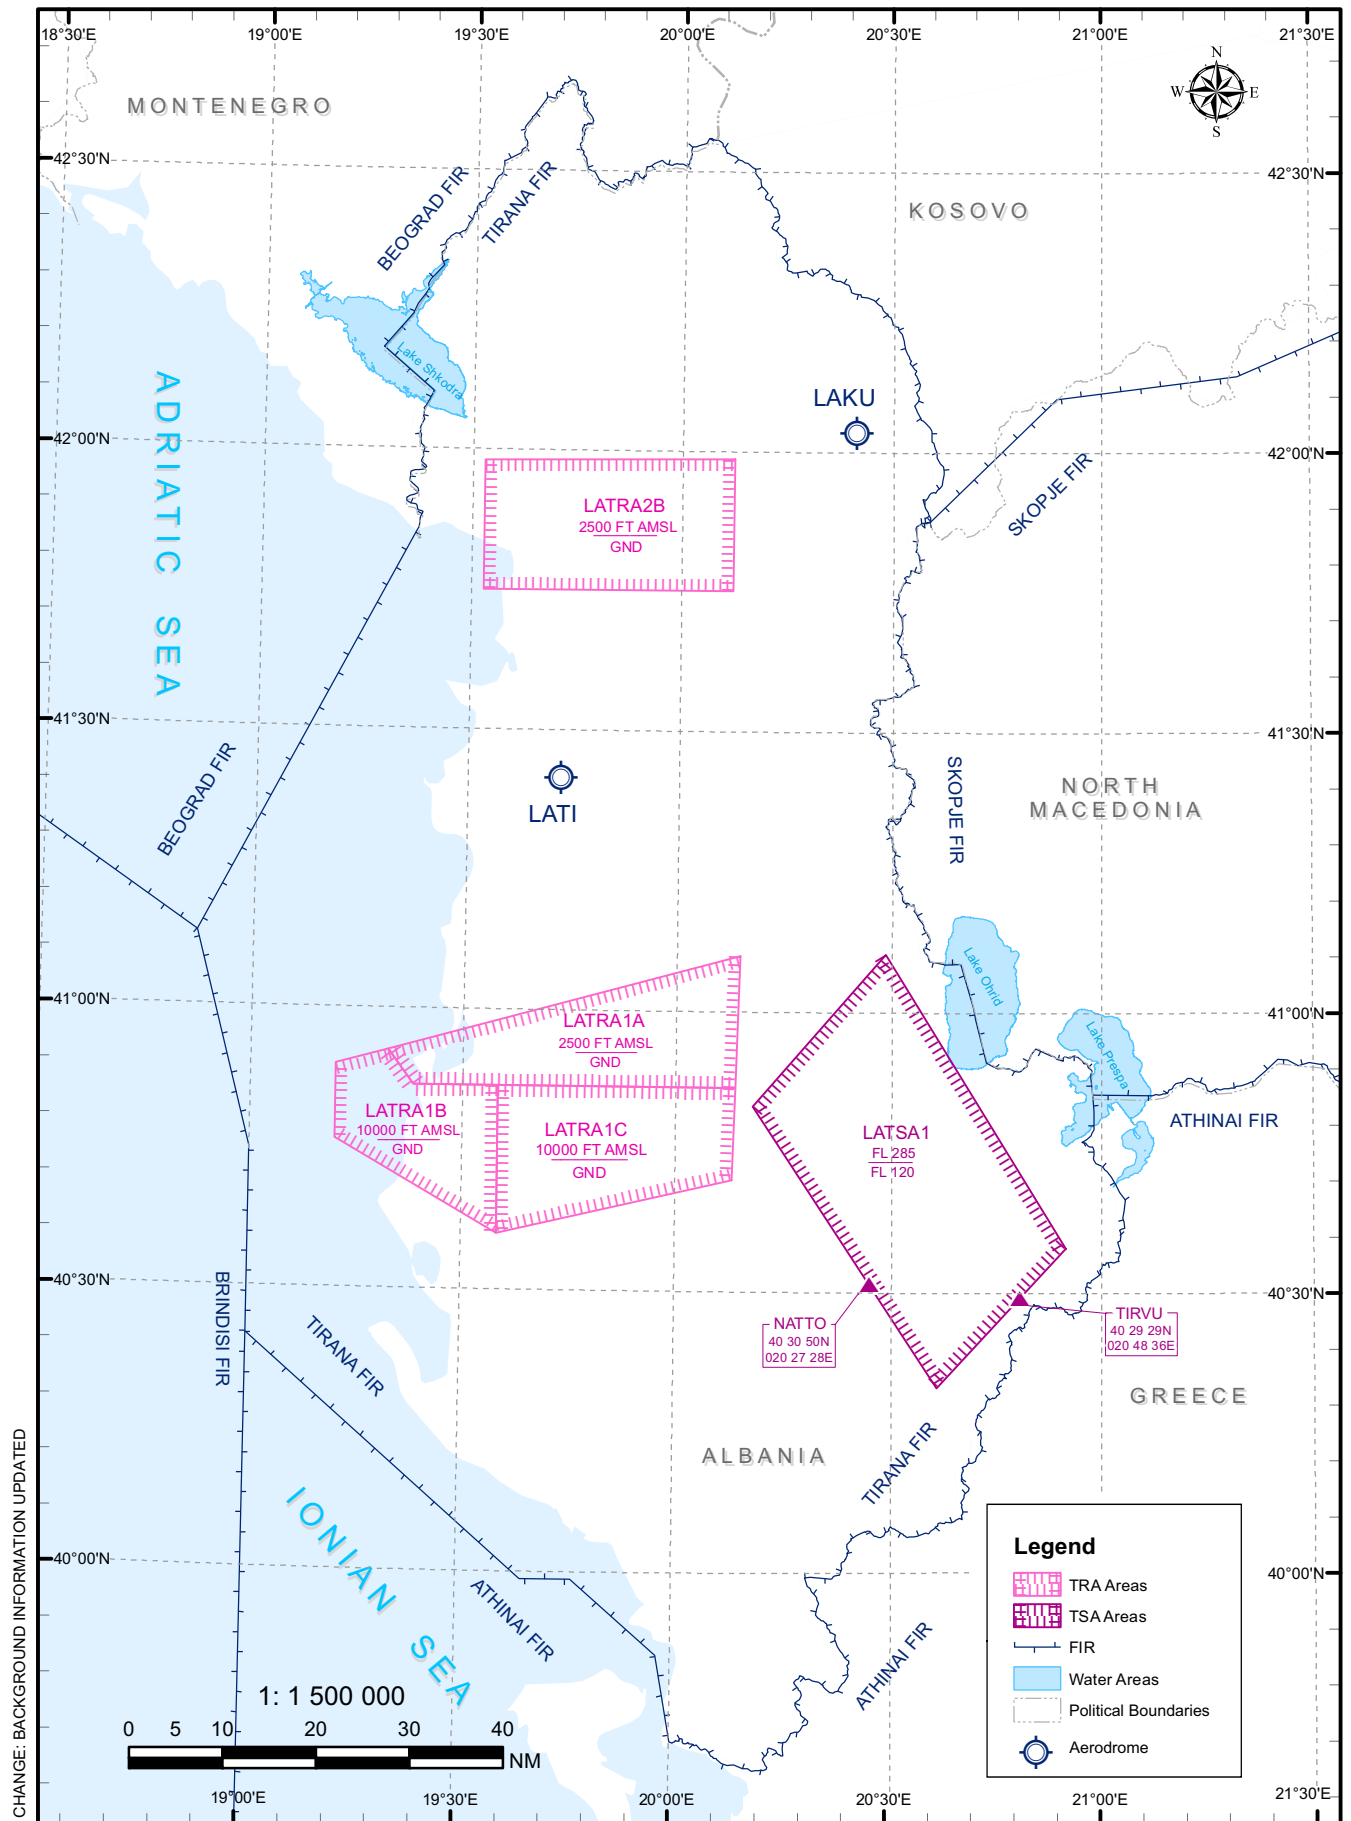 18°30'E
19°00'E
19°30'E
20°00'E
20°30'E
21°00'E
21°30'E
N
W
E
S
MONTENEGRO
42°30'N
42°30'N
BEOGRAD FIR
TIRANA FIR
KOSOVO
Lake Shkodra
ADRIATIC SEA
LAKU
42°00'N
42°00'N
SKOPJE FIR
LATRA2B
2500 FT AMSL
GND
41°30'N
41°30'N
BEOGRAD FIR
LATI
SKOPJE FIR
NORTH
MACEDONIA
Lake Ohrid
41°00'N
41°00'N
LATRA1A
2500 FT AMSL
GND
Lake Prespa
LATRA1B
10000 FT AMSL
GND
LATRA1C
10000 FT AMSL
GND
LATSA1
FL 285
FL 120
ATHINAI FIR
40°30'N
40°30'N
BRINDISI FIR
TIRANA FIR
NATTO
40 30 50N
020 27 28E
TIRVU
40 29 29N
020 48 36E
GREECE
ALBANIA
TIRANA FIR
CHANGE: BACKGROUND INFORMATION UPDATED
IONIAN SEA
40°00'N
40°00'N
ATHINAI FIR
ATHINAI FIR
Legend
TRA Areas
TSA Areas
FIR
Water Areas
Political Boundaries
Aerodrome
1: 1 500 000
0 5 10 20 30 40
NM
19°00'E
19°30'E
20°00'E
20°30'E
21°00'E
21°30'E